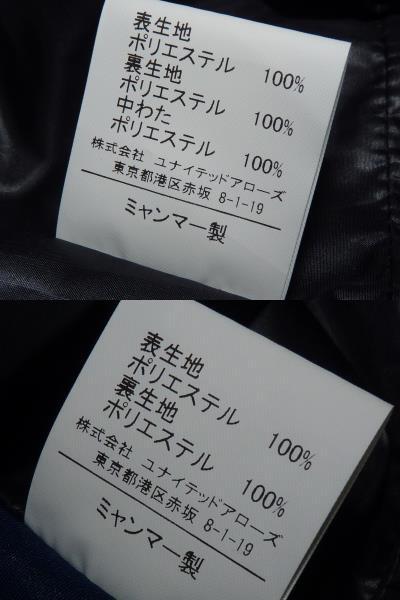 表生地
ポリエステル 100%
裏生地
ポリエステル 100%
中わた
ポリエステル 100%
株式会社 ユナイテッドアローズ
東京都港区赤坂 8-1-19
ミャンマー製
表生地
ポリエステル 100%
裏生地
ポリエステル 100%
株式会社 ユナイテッドアローズ
東京都港区赤坂 8-1-19
ミャンマー製